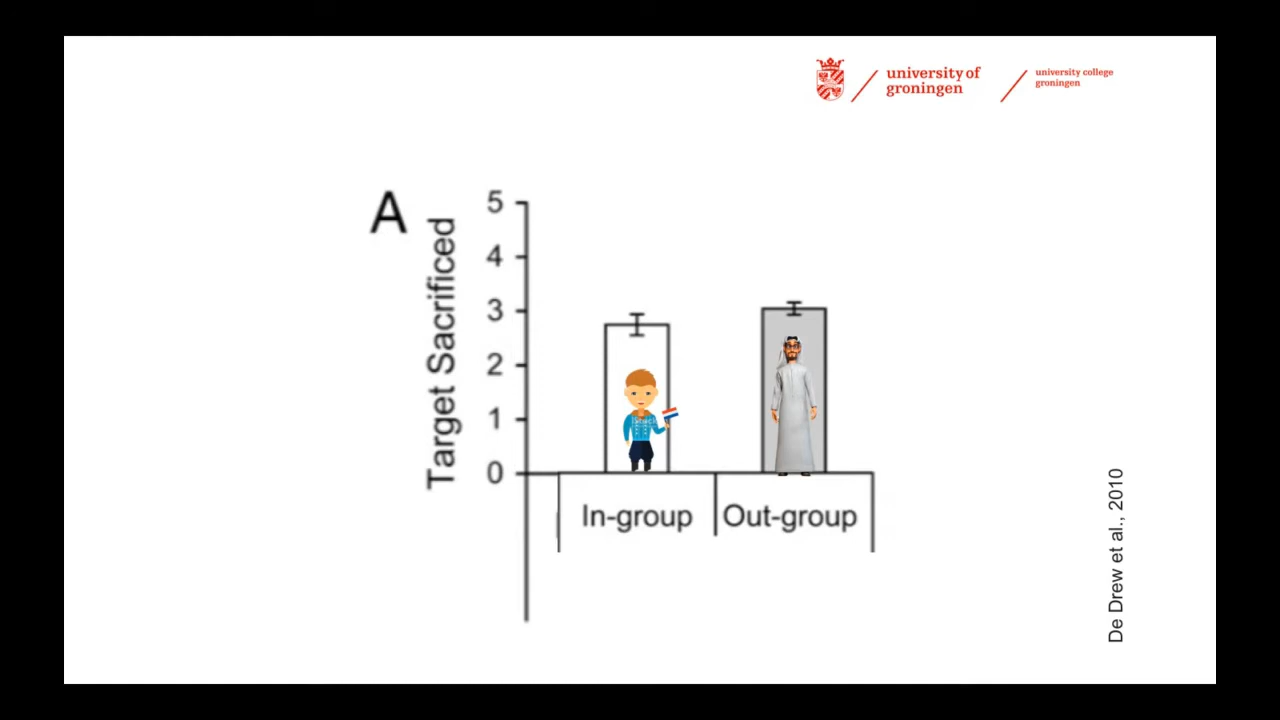 university of
groningen
university college
groningen
A
Target Sacrificed
5
4
3
2
1
0
In-group
Out-group
De Drew et al., 2010